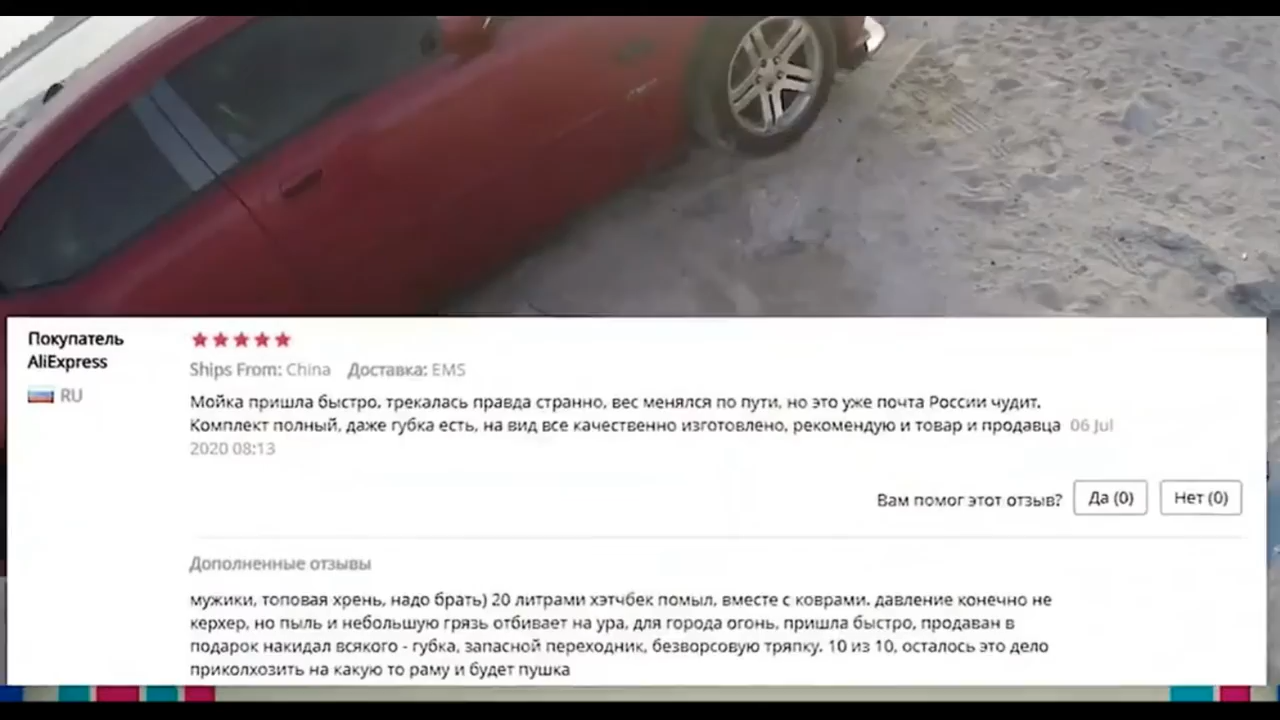 Покупатель
AliExpress
RU
Ships From: China Доставка: EMS
Мойка пришла быстро, трекалась правда странно, вес менялся по пути, но это уже почта России чудит.
Комплект полный, даже губка есть, на вид все качественно изготовлено, рекомендую и товар и продавца 06 Jul
2020 08:13
Вам помог этот отзыв? Да (0) Нет (0)
Дополненные отзывы
мужики, топовая хрень, надо брать) 20 литрами хэтчбек помыл, вместе с коврами. давление конечно не
керхер, но пыль и небольшую грязь отбивает на ура, для города огонь, пришла быстро, продаван в
подарок накидал всякого - губка, запасной переходник, безворсовую тряпку. 10 из 10, осталось это дело
приколхозить на какую то раму и будет пушка